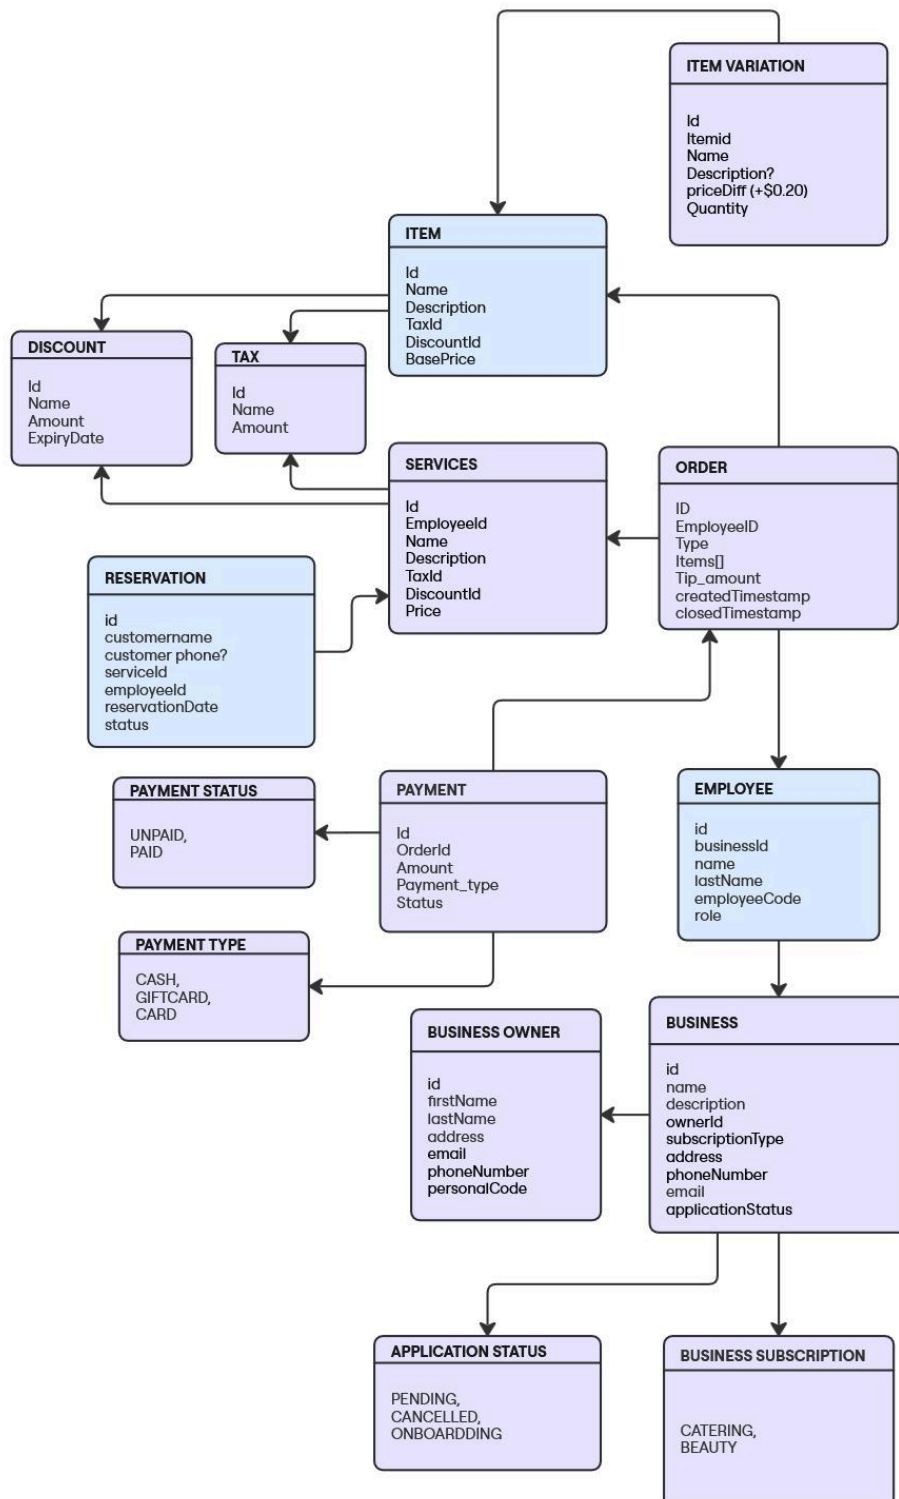 ITEM VARIATION
Id
Itemid
Name
Description?
priceDiff (+$0.20)
Quantity
ITEM
Id
Name
Description
TaxId
DiscountId
BasePrice
DISCOUNT
Id
Name
Amount
ExpiryDate
TAX
Id
Name
Amount
SERVICES
Id
EmployeeId
Name
Description
TaxId
DiscountId
Price
ORDER
ID
EmployeeID
Type
Items[]
Tip_amount
createdTimestamp
closedTimestamp
RESERVATION
id
customername
customer phone?
serviceId
employeeId
reservationDate
status
PAYMENT STATUS
UNPAID,
PAID
PAYMENT
Id
OrderId
Amount
Payment_type
Status
EMPLOYEE
id
businessId
name
lastName
employeeCode
role
PAYMENT TYPE
CASH,
GIFTCARD,
CARD
BUSINESS OWNER
id
firstName
lastName
address
email
phoneNumber
personalCode
BUSINESS
id
name
description
ownerId
subscriptionType
address
phoneNumber
email
applicationStatus
APPLICATION STATUS
PENDING,
CANCELLED,
ONBOARDDING
BUSINESS SUBSCRIPTION
CATERING,
BEAUTY